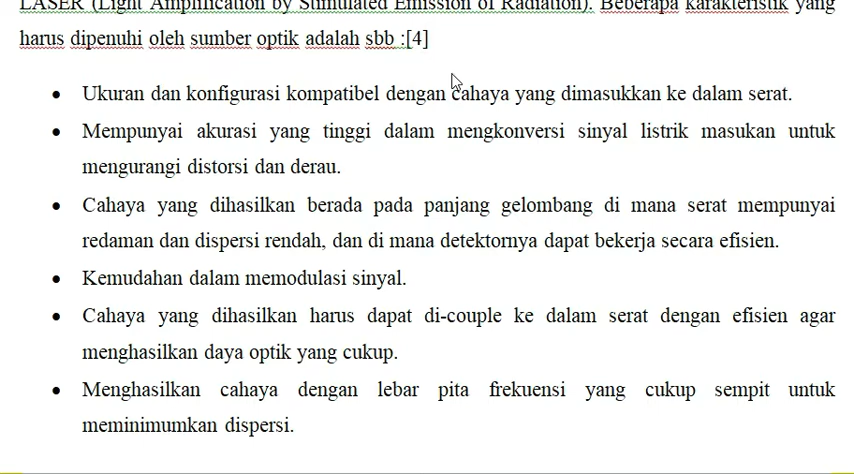 LASER (Light Amplification by Stimulated Emission of Radiation). Beberapa karakteristik yang
harus dipenuhi oleh sumber optik adalah sbb :[4]
• Ukuran dan konfigurasi kompatibel dengan cahaya yang dimasukkan ke dalam serat.
• Mempunyai akurasi yang tinggi dalam mengkonversi sinyal listrik masukan untuk
mengurangi distorsi dan derau.
• Cahaya yang dihasilkan berada pada panjang gelombang di mana serat mempunyai
redaman dan dispersi rendah, dan di mana detektornya dapat bekerja secara efisien.
• Kemudahan dalam memodulasi sinyal.
• Cahaya yang dihasilkan harus dapat di-couple ke dalam serat dengan efisien agar
menghasilkan daya optik yang cukup.
• Menghasilkan cahaya dengan lebar pita frekuensi yang cukup sempit untuk
meminimumkan dispersi.